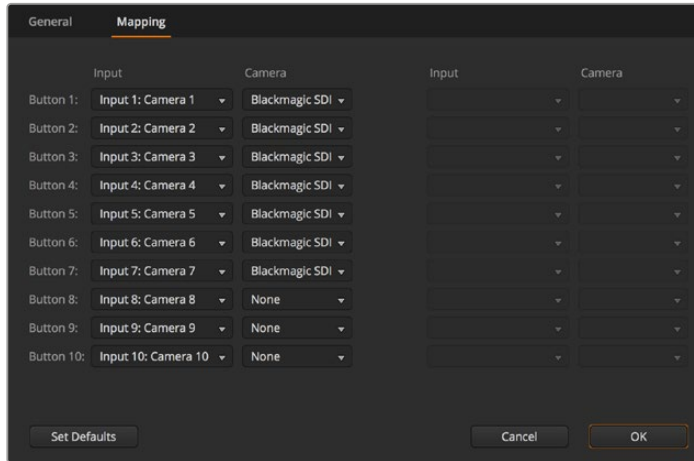 General Mapping
Input Camera Input Camera
Button 1: Input 1: Camera 1 Blackmagic SDI
Button 2: Input 2: Camera 2 Blackmagic SDI
Button 3: Input 3: Camera 3 Blackmagic SDI
Button 4: Input 4: Camera 4 Blackmagic SDI
Button 5: Input 5: Camera 5 Blackmagic SDI
Button 6: Input 6: Camera 6 Blackmagic SDI
Button 7: Input 7: Camera 7 Blackmagic SDI
Button 8: Input 8: Camera 8 None
Button 9: Input 9: Camera 9 None
Button 10: Input 10: Camera 10 None
Set Defaults Cancel OK